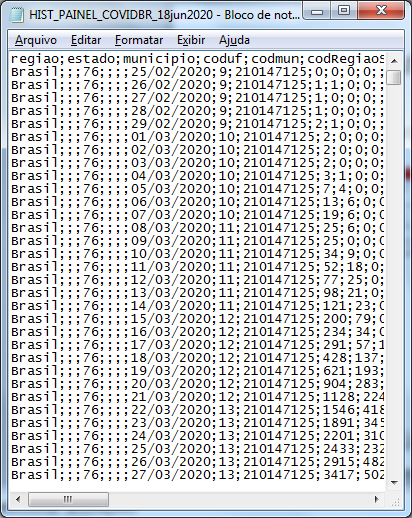 HIST_PAINEL_COVIDBR_18jun2020 - Bloco de not...
Arquivo Editar Formatar Exibir Ajuda
regiao;estado;municipio;coduf;codmun;codRegiaoS
Brasil;;;76;;;;25/02/2020;9;210147125;0;0;0;0;;
Brasil;;;76;;;;26/02/2020;9;210147125;1;1;0;0;;
Brasil;;;76;;;;27/02/2020;9;210147125;1;0;0;0;;
Brasil;;;76;;;;28/02/2020;9;210147125;1;0;0;0;;
Brasil;;;76;;;;29/02/2020;9;210147125;2;1;0;0;;
Brasil;;;76;;;;01/03/2020;10;210147125;2;0;0;0;
Brasil;;;76;;;;02/03/2020;10;210147125;2;0;0;0;
Brasil;;;76;;;;03/03/2020;10;210147125;2;0;0;0;
Brasil;;;76;;;;04/03/2020;10;210147125;3;1;0;0;
Brasil;;;76;;;;05/03/2020;10;210147125;7;4;0;0;
Brasil;;;76;;;;06/03/2020;10;210147125;13;6;0;0
Brasil;;;76;;;;07/03/2020;10;210147125;19;6;0;0
Brasil;;;76;;;;08/03/2020;11;210147125;25;6;0;0
Brasil;;;76;;;;09/03/2020;11;210147125;25;0;0;0
Brasil;;;76;;;;10/03/2020;11;210147125;34;9;0;0
Brasil;;;76;;;;11/03/2020;11;210147125;52;18;0;
Brasil;;;76;;;;12/03/2020;11;210147125;77;25;0;
Brasil;;;76;;;;13/03/2020;11;210147125;98;21;0;
Brasil;;;76;;;;14/03/2020;11;210147125;121;23;0
Brasil;;;76;;;;15/03/2020;12;210147125;200;79;0
Brasil;;;76;;;;16/03/2020;12;210147125;234;34;0
Brasil;;;76;;;;17/03/2020;12;210147125;291;57;1
Brasil;;;76;;;;18/03/2020;12;210147125;428;137;
Brasil;;;76;;;;19/03/2020;12;210147125;621;193;
Brasil;;;76;;;;20/03/2020;12;210147125;904;283;
Brasil;;;76;;;;21/03/2020;12;210147125;1128;224
Brasil;;;76;;;;22/03/2020;13;210147125;1546;418
Brasil;;;76;;;;23/03/2020;13;210147125;1891;345
Brasil;;;76;;;;24/03/2020;13;210147125;2201;310
Brasil;;;76;;;;25/03/2020;13;210147125;2433;232
Brasil;;;76;;;;26/03/2020;13;210147125;2915;482
Brasil;;;76;;;;27/03/2020;13;210147125;3417;502